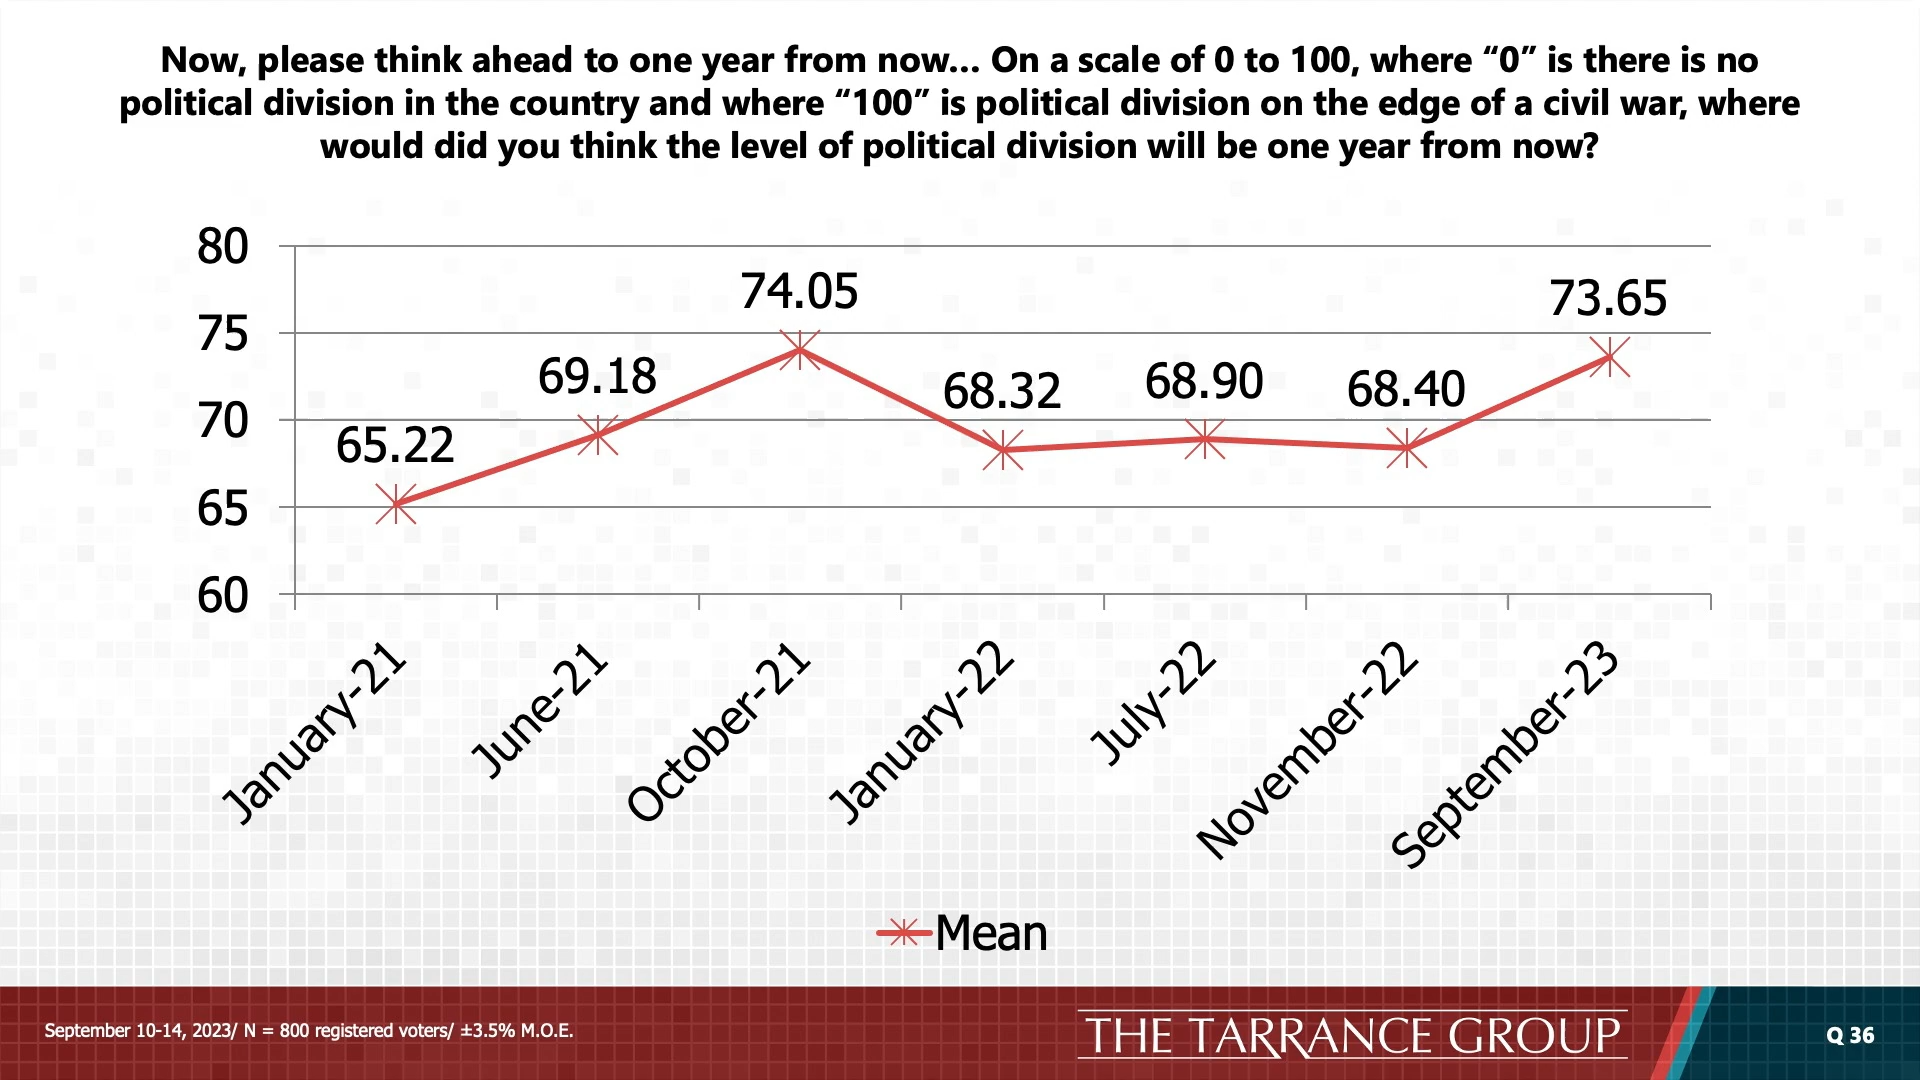 Now, please think ahead to one year from now... On a scale of 0 to 100, where “0” is there is no
political division in the country and where “100” is political division on the edge of a civil war, where
would did you think the level of political division will be one year from now?
80
75
70
65
60
65.22
69.18
74.05
68.32
68.90
68.40
73.65
January-21
June-21
October-21
January-22
July-22
November-22
September-23
Mean
September 10-14, 2023/ N = 800 registered voters/ ±3.5% M.O.E.
THE TARRANCE GROUP
Q 36